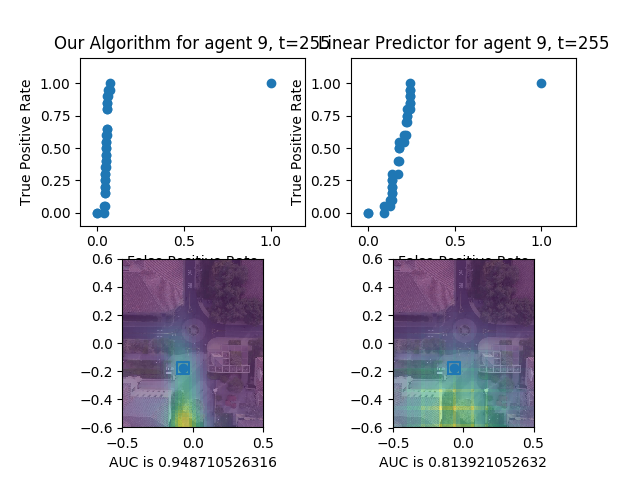 Our Algorithm for agent 9, t=255
Linear Predictor for agent 9, t=255
True Positive Rate
1.00
0.75
0.50
0.25
0.00
0.0 0.5 1.0
False Positive Rate
True Positive Rate
1.00
0.75
0.50
0.25
0.00
0.0 0.5 1.0
False Positive Rate
0.6
0.4
0.2
0.0
−0.2
−0.4
−0.6
−0.5 0.0 0.5
AUC is 0.948710526316
0.6
0.4
0.2
0.0
−0.2
−0.4
−0.6
−0.5 0.0 0.5
AUC is 0.813921052632